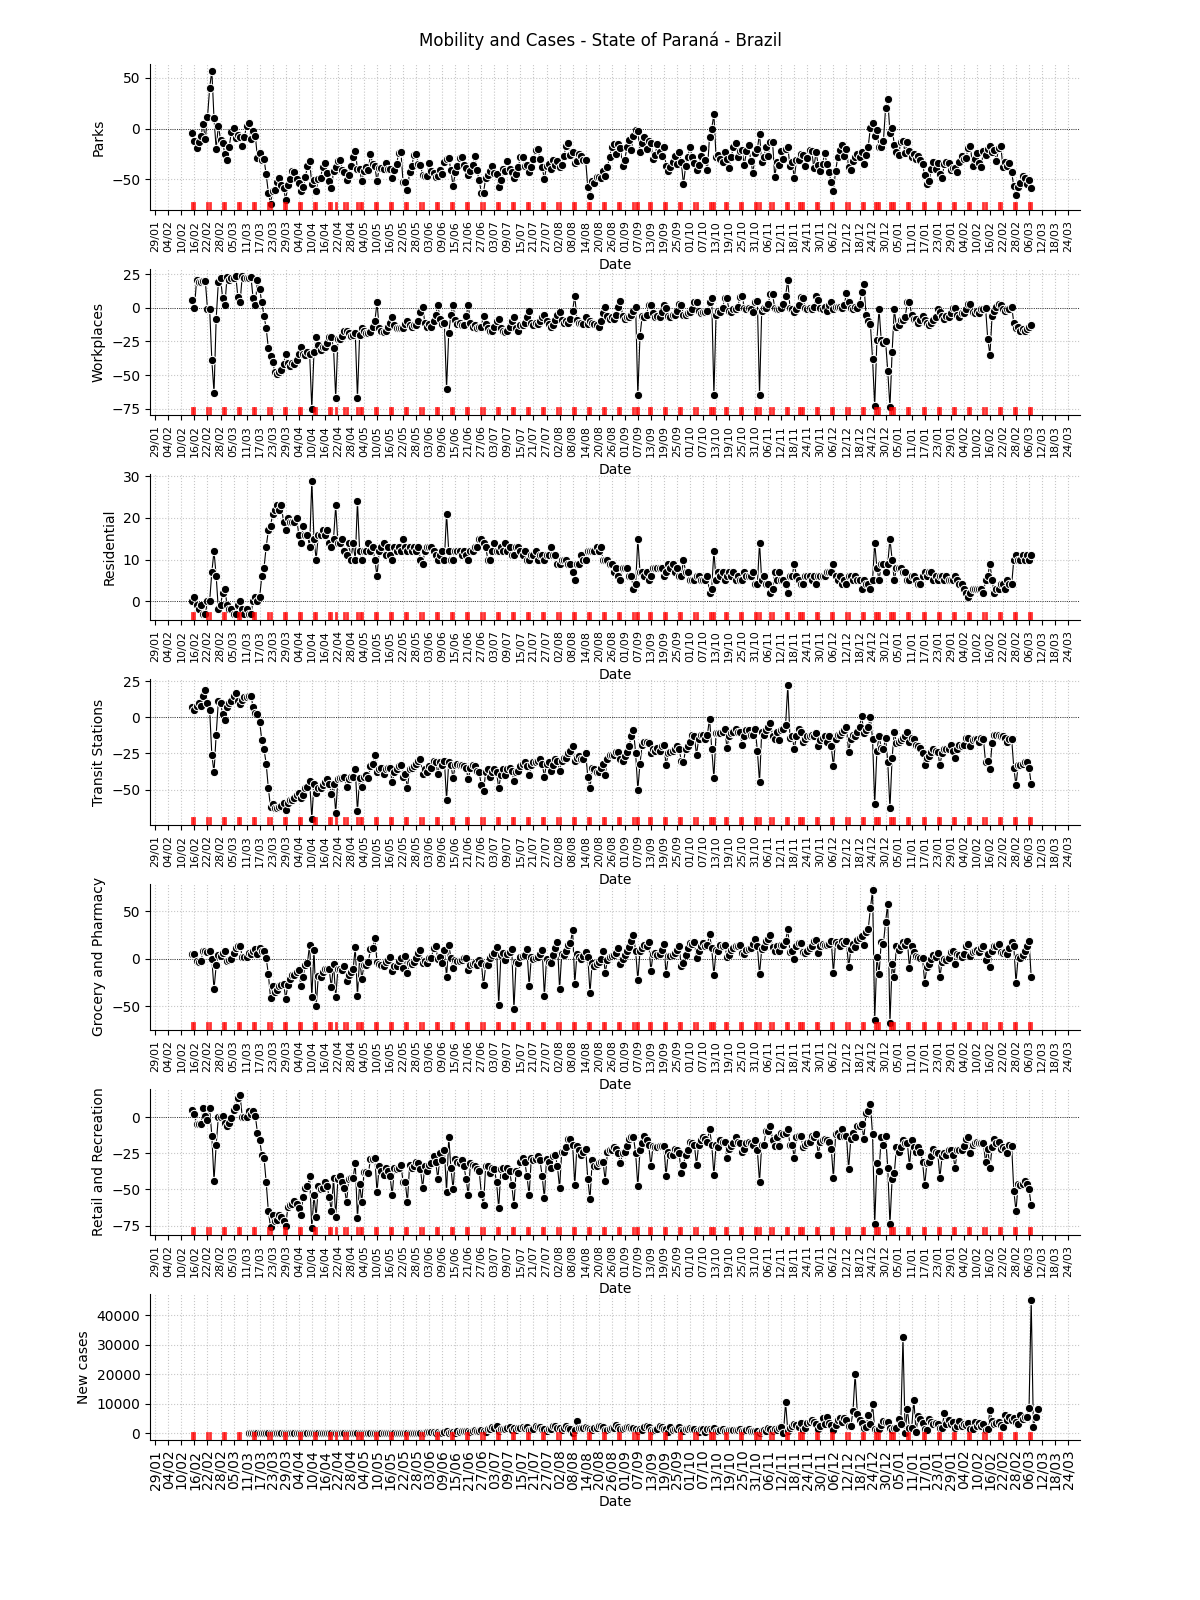 Mobility and Cases - State of Paraná - Brazil
Parks
50
0
−50
29/01 04/02 10/02 16/02 22/02 28/02 05/03 11/03 17/03 23/03 29/03 04/04 10/04 16/04 22/04 28/04 04/05 10/05 16/05 22/05 28/05 03/06 09/06 15/06 21/06 27/06 03/07 09/07 15/07 21/07 27/07 02/08 08/08 14/08 20/08 26/08 01/09 07/09 13/09 19/09 25/09 01/10 07/10 13/10 19/10 25/10 31/10 06/11 12/11 18/11 24/11 30/11 06/12 12/12 18/12 24/12 30/12 05/01 11/01 17/01 23/01 29/01 04/02 10/02 16/02 22/02 28/02 06/03 12/03 18/03 24/03
Date
Workplaces
25
0
−25
−50
−75
29/01 04/02 10/02 16/02 22/02 28/02 05/03 11/03 17/03 23/03 29/03 04/04 10/04 16/04 22/04 28/04 04/05 10/05 16/05 22/05 28/05 03/06 09/06 15/06 21/06 27/06 03/07 09/07 15/07 21/07 27/07 02/08 08/08 14/08 20/08 26/08 01/09 07/09 13/09 19/09 25/09 01/10 07/10 13/10 19/10 25/10 31/10 06/11 12/11 18/11 24/11 30/11 06/12 12/12 18/12 24/12 30/12 05/01 11/01 17/01 23/01 29/01 04/02 10/02 16/02 22/02 28/02 06/03 12/03 18/03 24/03
Date
Residential
30
20
10
0
29/01 04/02 10/02 16/02 22/02 28/02 05/03 11/03 17/03 23/03 29/03 04/04 10/04 16/04 22/04 28/04 04/05 10/05 16/05 22/05 28/05 03/06 09/06 15/06 21/06 27/06 03/07 09/07 15/07 21/07 27/07 02/08 08/08 14/08 20/08 26/08 01/09 07/09 13/09 19/09 25/09 01/10 07/10 13/10 19/10 25/10 31/10 06/11 12/11 18/11 24/11 30/11 06/12 12/12 18/12 24/12 30/12 05/01 11/01 17/01 23/01 29/01 04/02 10/02 16/02 22/02 28/02 06/03 12/03 18/03 24/03
Date
Transit Stations
25
0
−25
−50
29/01 04/02 10/02 16/02 22/02 28/02 05/03 11/03 17/03 23/03 29/03 04/04 10/04 16/04 22/04 28/04 04/05 10/05 16/05 22/05 28/05 03/06 09/06 15/06 21/06 27/06 03/07 09/07 15/07 21/07 27/07 02/08 08/08 14/08 20/08 26/08 01/09 07/09 13/09 19/09 25/09 01/10 07/10 13/10 19/10 25/10 31/10 06/11 12/11 18/11 24/11 30/11 06/12 12/12 18/12 24/12 30/12 05/01 11/01 17/01 23/01 29/01 04/02 10/02 16/02 22/02 28/02 06/03 12/03 18/03 24/03
Date
Grocery and Pharmacy
50
0
−50
29/01 04/02 10/02 16/02 22/02 28/02 05/03 11/03 17/03 23/03 29/03 04/04 10/04 16/04 22/04 28/04 04/05 10/05 16/05 22/05 28/05 03/06 09/06 15/06 21/06 27/06 03/07 09/07 15/07 21/07 27/07 02/08 08/08 14/08 20/08 26/08 01/09 07/09 13/09 19/09 25/09 01/10 07/10 13/10 19/10 25/10 31/10 06/11 12/11 18/11 24/11 30/11 06/12 12/12 18/12 24/12 30/12 05/01 11/01 17/01 23/01 29/01 04/02 10/02 16/02 22/02 28/02 06/03 12/03 18/03 24/03
Date
Retail and Recreation
0
−25
−50
−75
29/01 04/02 10/02 16/02 22/02 28/02 05/03 11/03 17/03 23/03 29/03 04/04 10/04 16/04 22/04 28/04 04/05 10/05 16/05 22/05 28/05 03/06 09/06 15/06 21/06 27/06 03/07 09/07 15/07 21/07 27/07 02/08 08/08 14/08 20/08 26/08 01/09 07/09 13/09 19/09 25/09 01/10 07/10 13/10 19/10 25/10 31/10 06/11 12/11 18/11 24/11 30/11 06/12 12/12 18/12 24/12 30/12 05/01 11/01 17/01 23/01 29/01 04/02 10/02 16/02 22/02 28/02 06/03 12/03 18/03 24/03
Date
New cases
40000
30000
20000
10000
0
29/01 04/02 10/02 16/02 22/02 28/02 05/03 11/03 17/03 23/03 29/03 04/04 10/04 16/04 22/04 28/04 04/05 10/05 16/05 22/05 28/05 03/06 09/06 15/06 21/06 27/06 03/07 09/07 15/07 21/07 27/07 02/08 08/08 14/08 20/08 26/08 01/09 07/09 13/09 19/09 25/09 01/10 07/10 13/10 19/10 25/10 31/10 06/11 12/11 18/11 24/11 30/11 06/12 12/12 18/12 24/12 30/12 05/01 11/01 17/01 23/01 29/01 04/02 10/02 16/02 22/02 28/02 06/03 12/03 18/03 24/03
Date